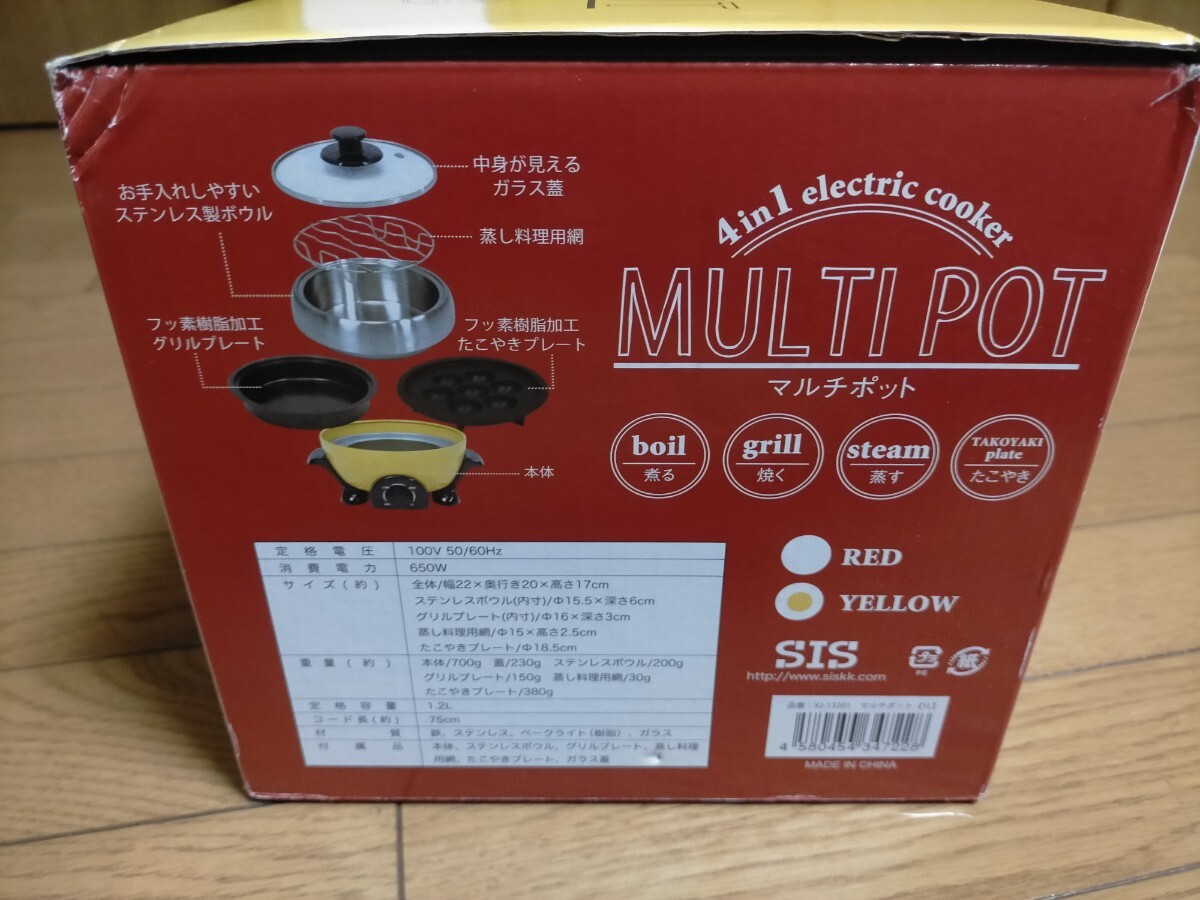 中身が見える
ガラス蓋
お手入れしやすい
ステンレス製ボウル
蒸し料理用網
フッ素樹脂加工
グリルプレート
フッ素樹脂加工
たこやきプレート
本体
4 in 1 electric cooker
MULTI POT
マルチポット
boil
煮る
grill
焼く
steam
蒸す
TAKOYAKI
plate
たこやき
定格電圧 100V 50/60Hz
消費電力 650W
サイズ(約) 全体/幅22×奥行き20×高さ17cm
ステンレスボウル(内寸)/Φ15.5×深さ6cm
グリルプレート(内寸)/Φ16×深さ3cm
蒸し料理用網/Φ15×高さ2.5cm
たこやきプレート/Φ18.5cm
重量(約) 本体/700g 蓋/230g ステンレスボウル/200g
グリルプレート/150g 蒸し料理用網/30g
たこやきプレート/380g
定格容量 1.2L
コード長(約) 75cm
材質 鉄、ステンレス、ベークライト(樹脂)、ガラス
付属品 本体、ステンレスボウル、グリルプレート、蒸し料理
用網、たこやきプレート、ガラス蓋
RED
YELLOW
SIS
http://www.siskk.com
プラ
PE
紙
品番 XJ-13201 マルチポット【YL】
4 580454 347228
MADE IN CHINA